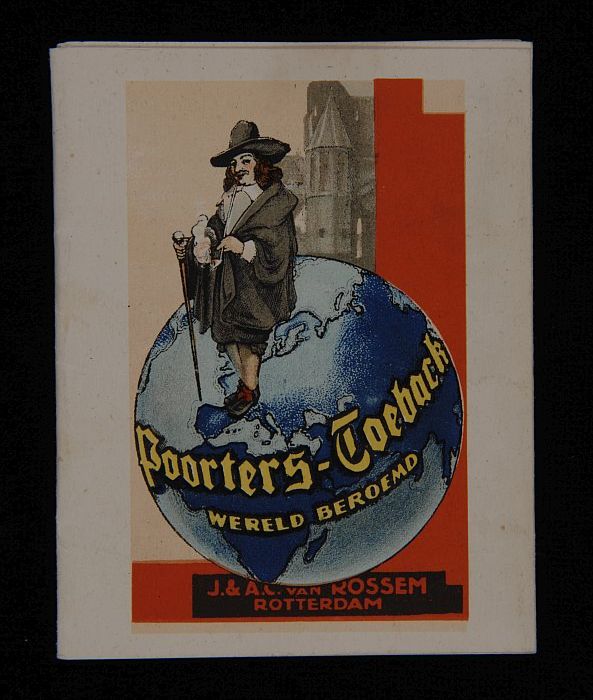 Poorters-Toeback
WERELD BEROEMD
J. & A.C. VAN ROSSEM
ROTTERDAM